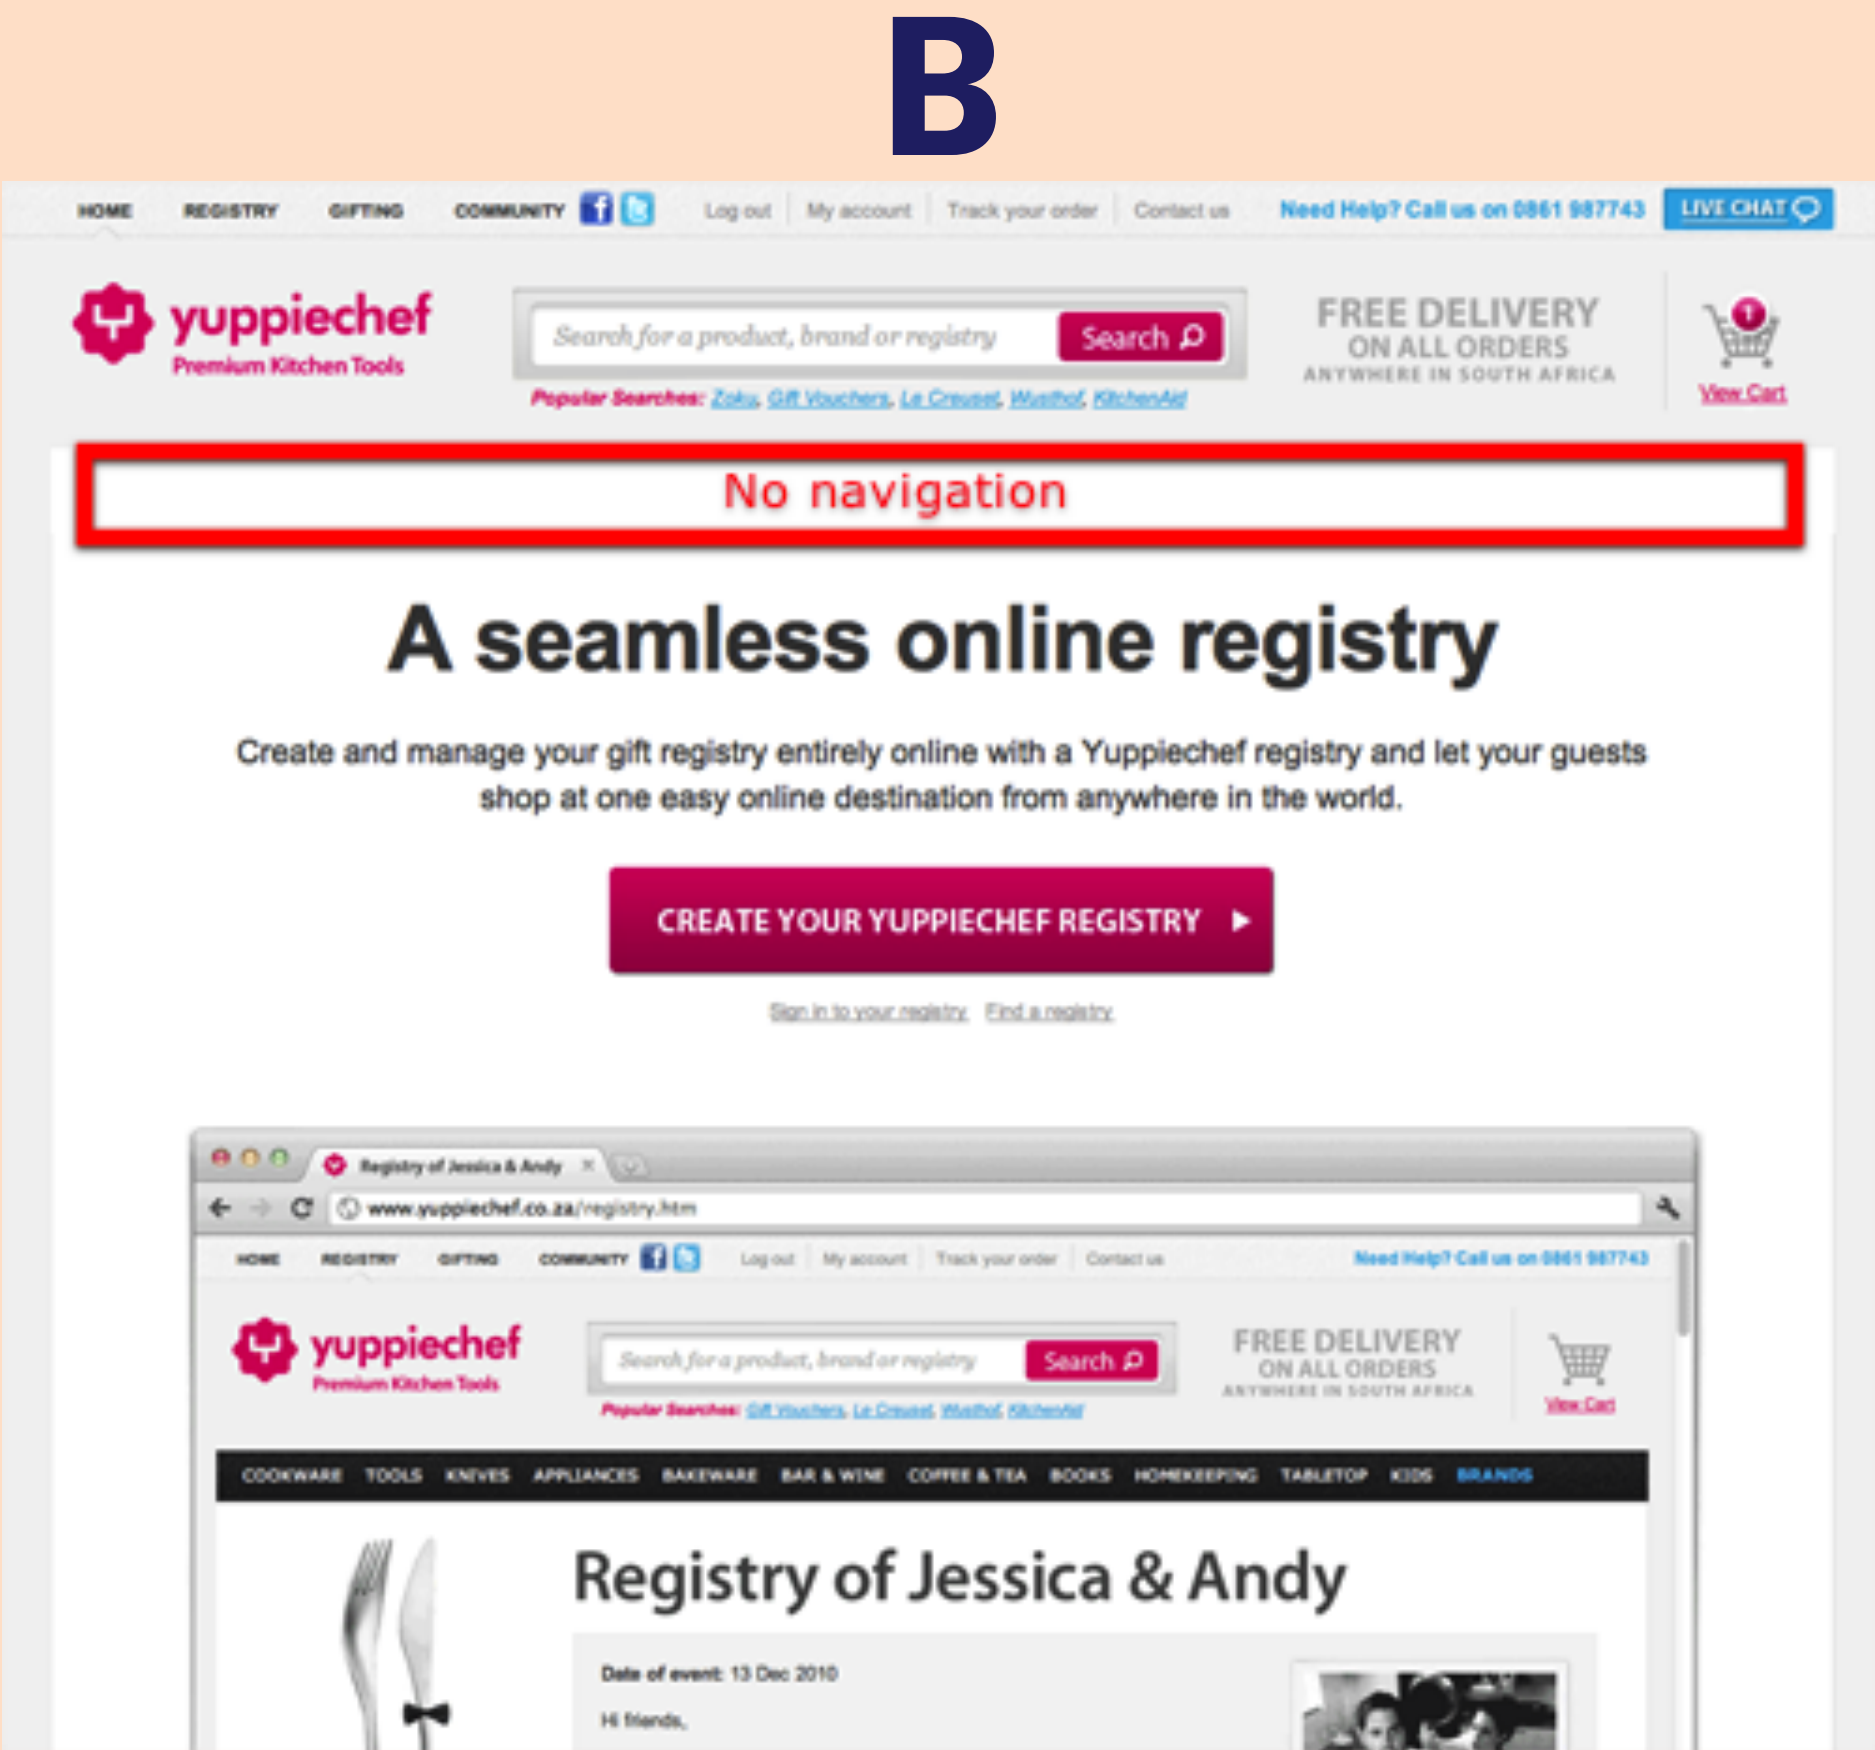 B
HOME REGISTRY GIFTING COMMUNITY f t Log out My account Track your order Contact us Need Help? Call us on 0861 987743 LIVE CHAT
yuppiechef
Premium Kitchen Tools
Search for a product, brand or registry Search
Popular Searches: Zoku, Gift Vouchers, Le Creuset, Wusthof, KitchenAid
FREE DELIVERY
ON ALL ORDERS
ANYWHERE IN SOUTH AFRICA
1
View Cart
No navigation
A seamless online registry
Create and manage your gift registry entirely online with a Yuppiechef registry and let your guests
shop at one easy online destination from anywhere in the world.
CREATE YOUR YUPPIECHEF REGISTRY
Sign in to your registry Find a registry
Registry of Jessica & Andy
www.yuppiechef.co.za/registry.htm
HOME REGISTRY GIFTING COMMUNITY f t Log out My account Track your order Contact us Need Help? Call us on 0861 987743
yuppiechef
Premium Kitchen Tools
Search for a product, brand or registry Search
Popular Searches: Gift Vouchers, Le Creuset, Wusthof, KitchenAid
FREE DELIVERY
ON ALL ORDERS
ANYWHERE IN SOUTH AFRICA
View Cart
COOKWARE TOOLS KNIVES APPLIANCES BAKEWARE BAR & WINE COFFEE & TEA BOOKS HOMEKEEPING TABLETOP KIDS BRANDS
Registry of Jessica & Andy
Date of event: 13 Dec 2010
Hi friends,